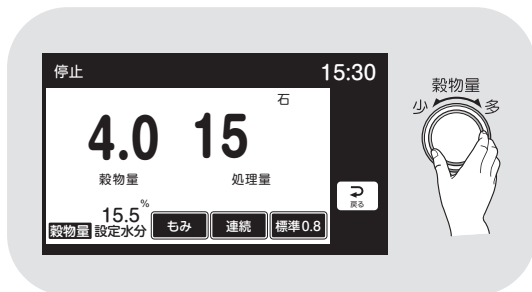 停止 15:30
石
4.0 15
穀物量 処理量
戻る
15.5%
穀物量 設定水分 もみ 連続 標準0.8
穀物量
少 多